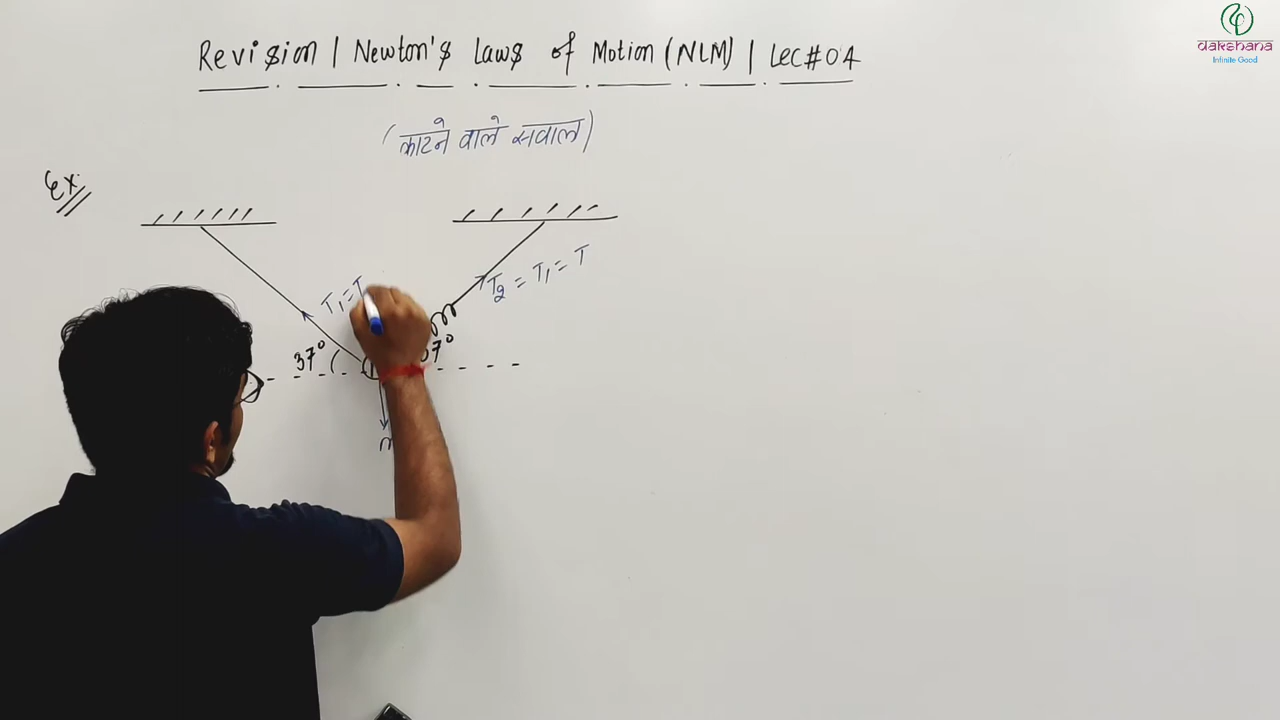 Revision | Newton's Laws of Motion (NLM) | Lec#04
(काटने वाले सवाल)
Ex.
T₁ = T
T₂ = T₁ = T
37°
37°
dakshana
Infinite Good